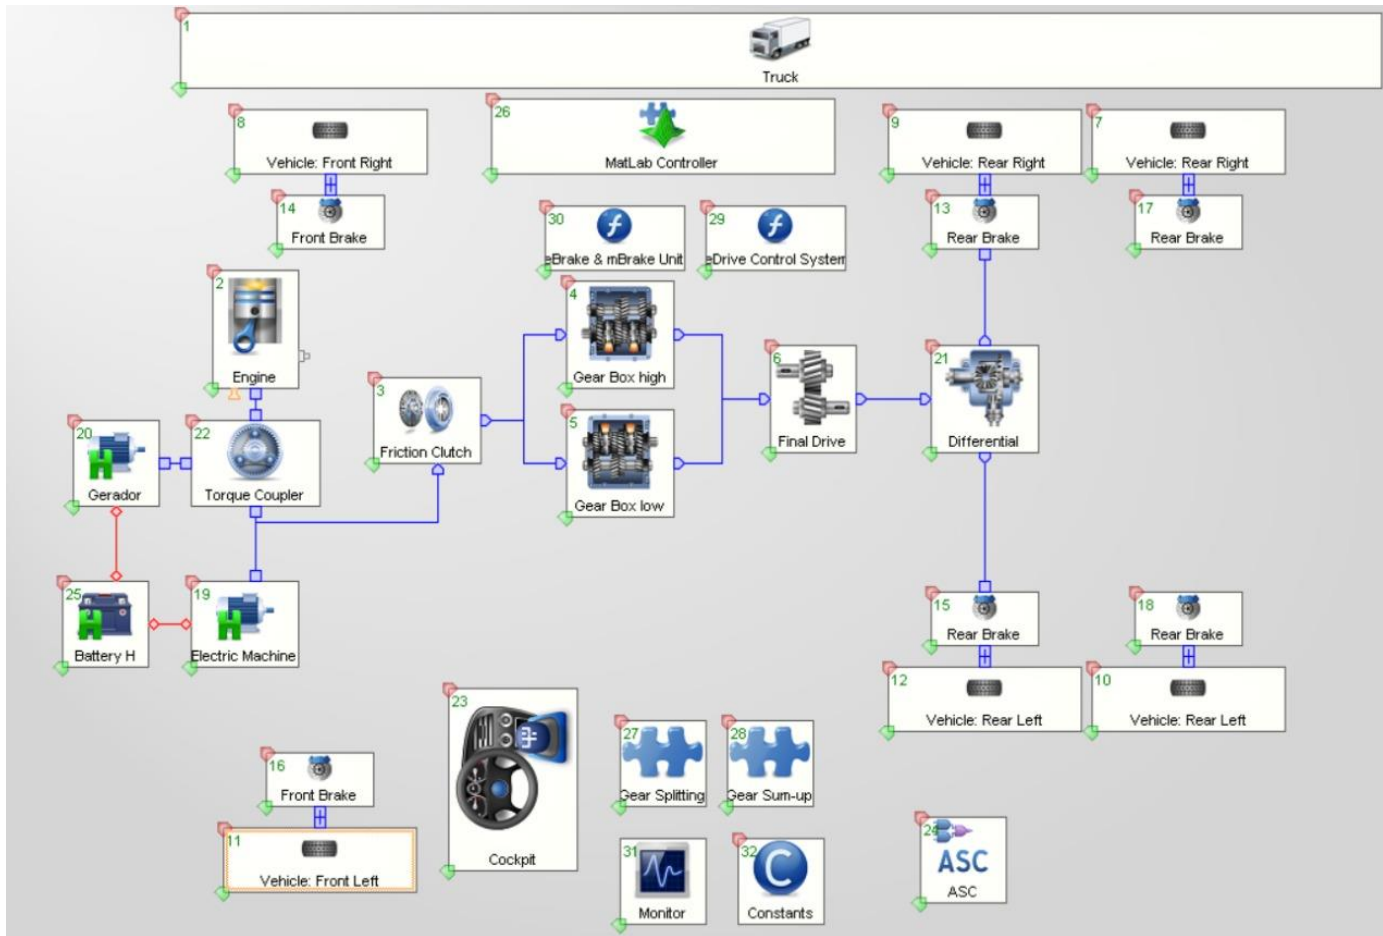 1
Truck
8
Vehicle: Front Right
26
MatLab Controller
9
Vehicle: Rear Right
7
Vehicle: Rear Right
14
Front Brake
30
eBrake & mBrake Unit
29
eDrive Control System
13
Rear Brake
17
Rear Brake
2
Engine
4
Gear Box high
3
Friction Clutch
5
Gear Box low
6
Final Drive
21
Differential
20
Gerador
22
Torque Coupler
25
Battery H
19
Electric Machine
15
Rear Brake
18
Rear Brake
12
Vehicle: Rear Left
10
Vehicle: Rear Left
23
Cockpit
27
Gear Splitting
28
Gear Sum-up
16
Front Brake
11
Vehicle: Front Left
31
Monitor
32
C
Constants
24
ASC
ASC